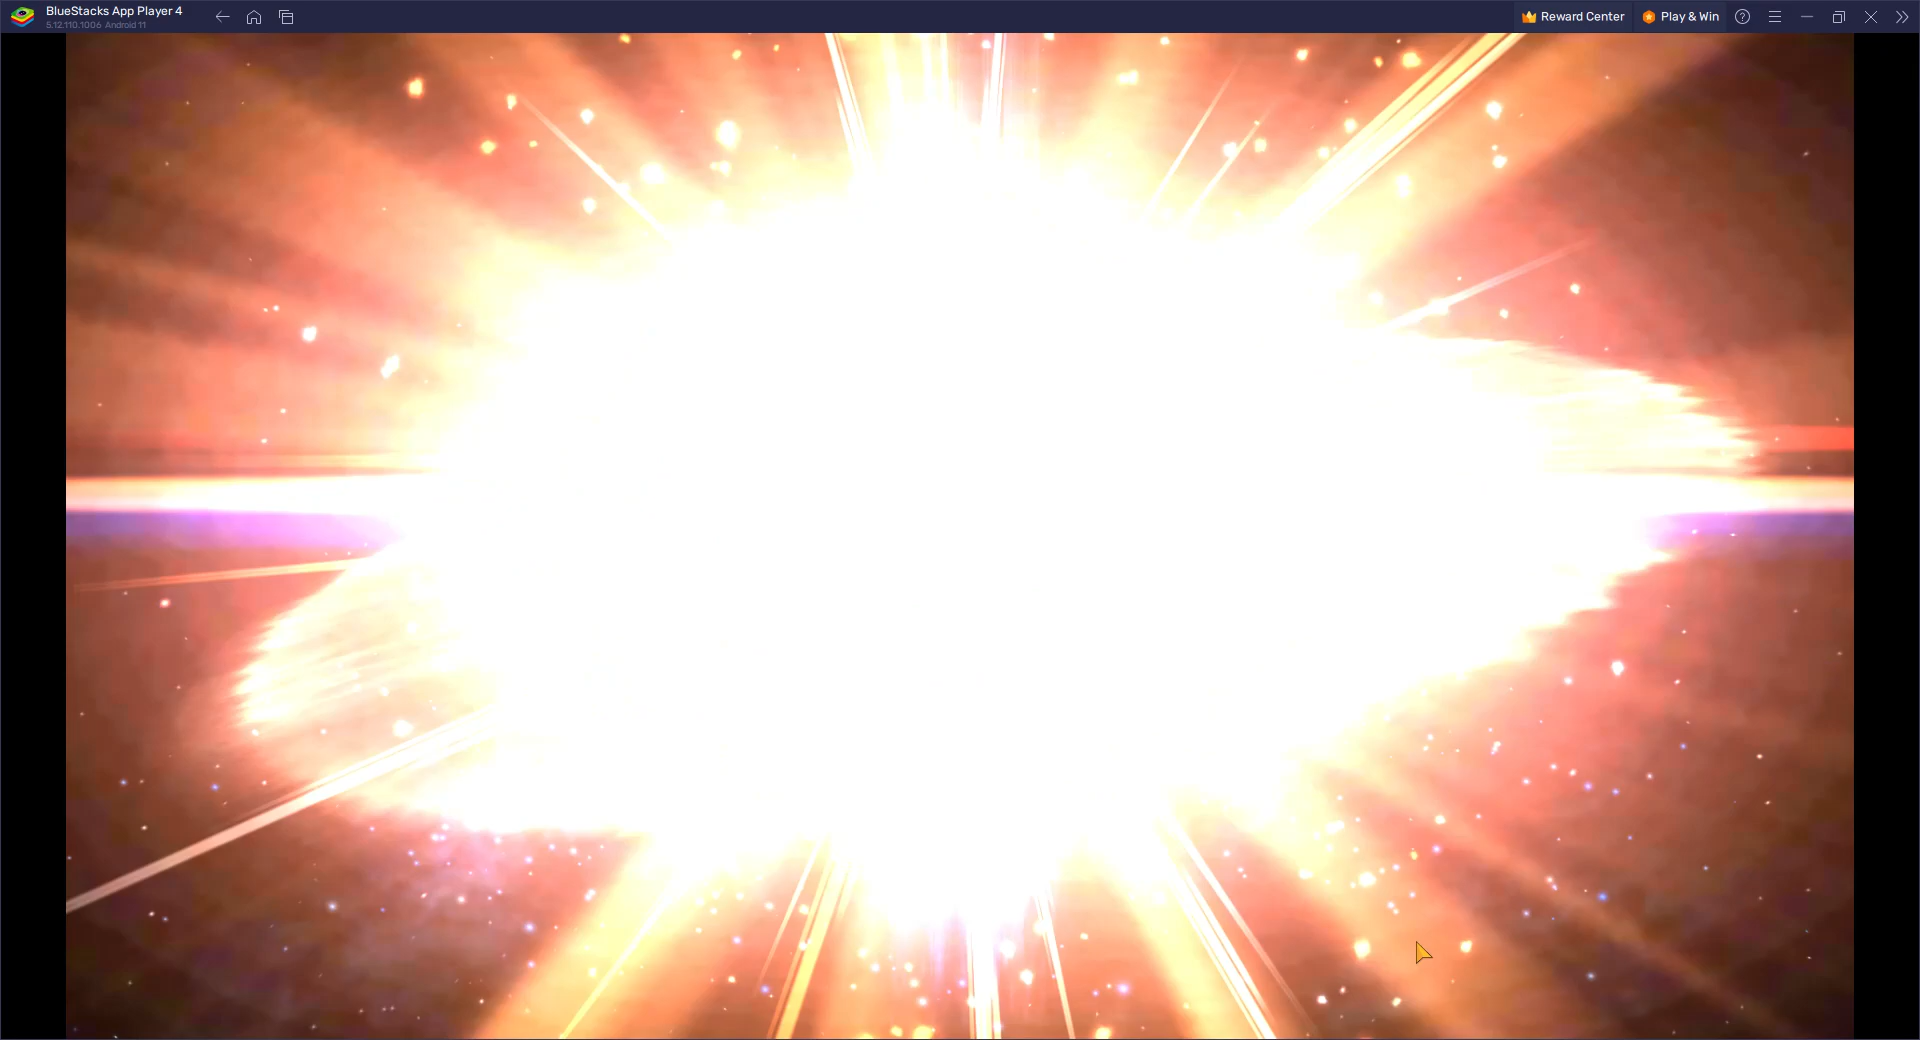 BlueStacks App Player 4
5.12.110.1006 Android 11
Reward Center
Play & Win